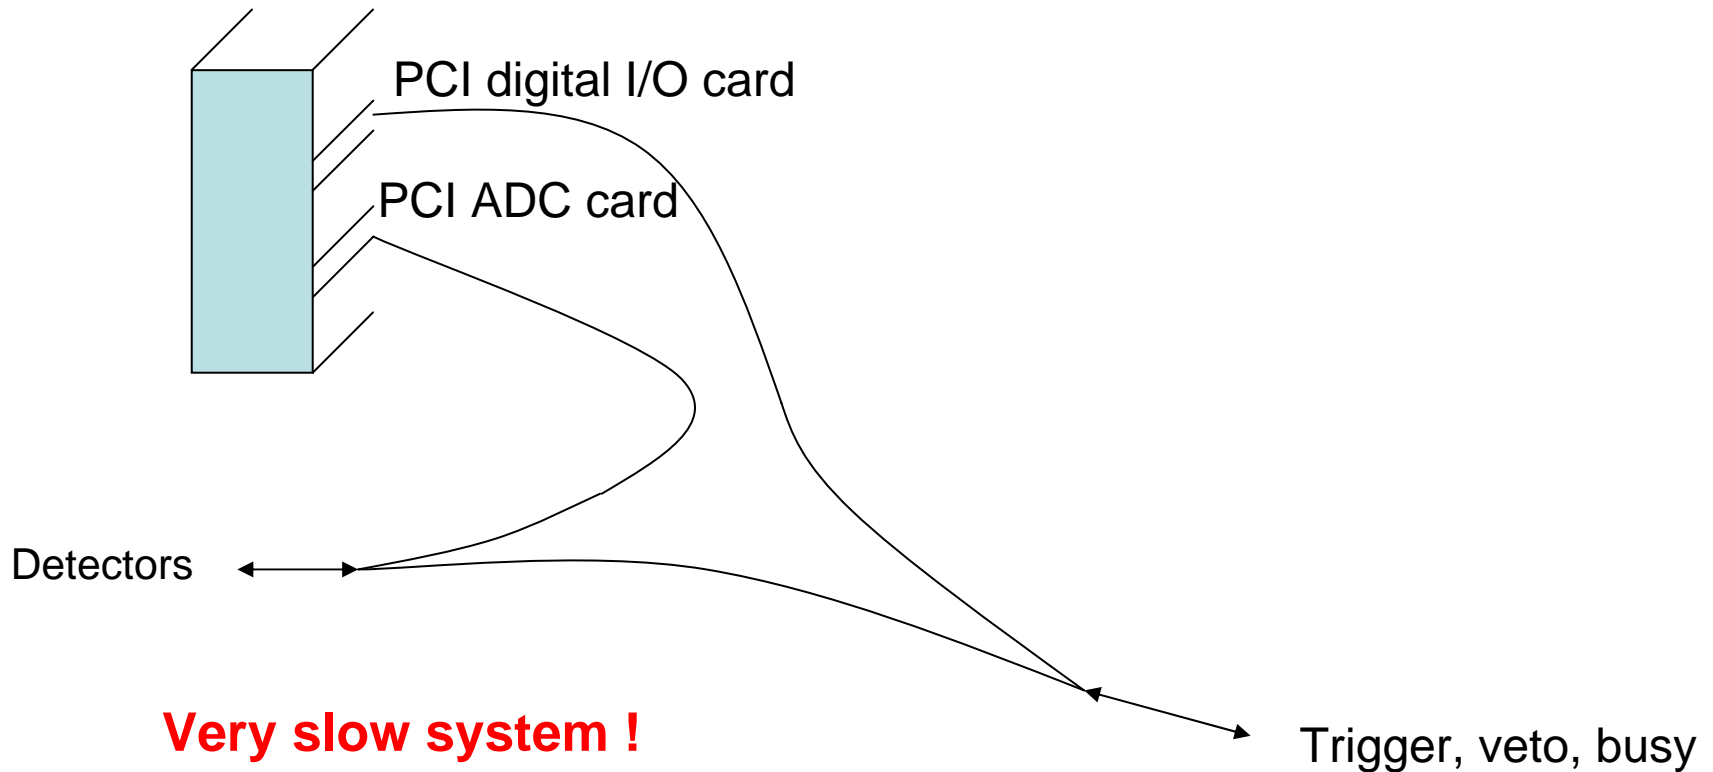 PCI digital I/O card
PCI ADC card
Detectors
Very slow system !
Trigger, veto, busy